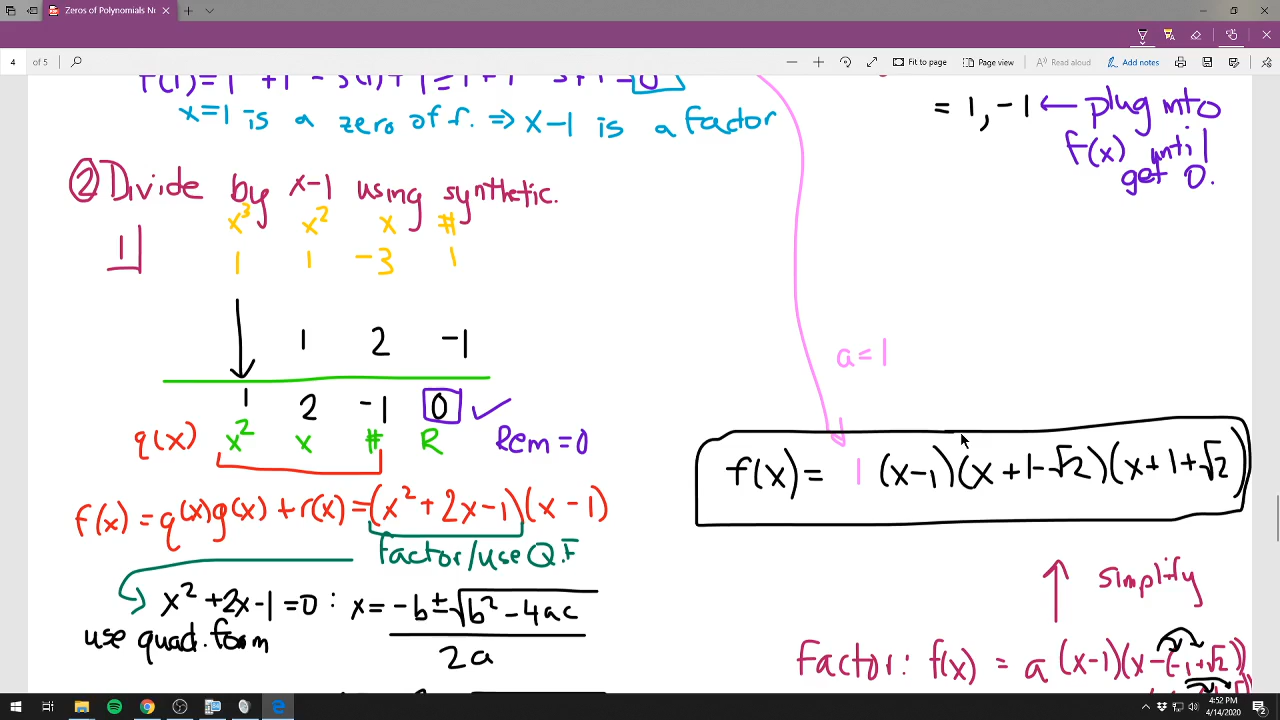 Zeros of Polynomials No
4 of 5
Fit to page
Page view
Read aloud
Add notes
x=1 is a zero of f. ⇒ x-1 is a factor
= 1, -1 ← plug into
f(x) until
get 0.
② Divide by x-1 using synthetic.
x³ x² x #
1 1 1 -3 1
1 2 -1
1 2 -1 0 ✓
q(x) x² x # R Rem = 0
a = 1
f(x) = 1 (x-1)(x+1-√2)(x+1+√2)
f(x) = q(x)g(x) + r(x) = (x² + 2x - 1)(x - 1)
factor/use Q.F
x² + 2x - 1 = 0 : x = -b ± √b² - 4ac
2a
use quad. form
↑ simplify
Factor: f(x) = a (x-1)(x-(-1+√2))
4:52 PM
4/14/2020
2